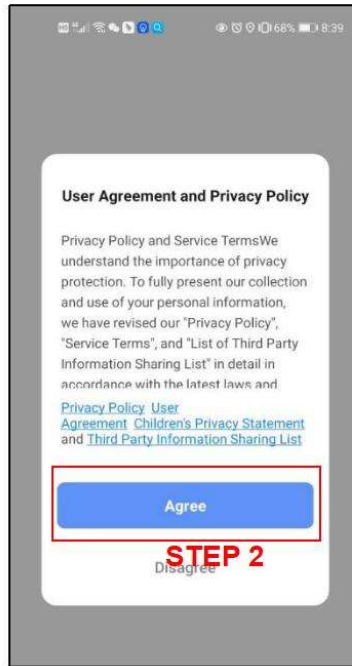 68% 8:39
User Agreement and Privacy Policy
Privacy Policy and Service TermsWe
understand the importance of privacy
protection. To fully present our collection
and use of your personal information,
we have revised our "Privacy Policy",
"Service Terms", and "List of Third Party
Information Sharing List" in detail in
accordance with the latest laws and
Privacy Policy User
Agreement Children's Privacy Statement
and Third Party Information Sharing List
Agree
STEP 2
Disagree